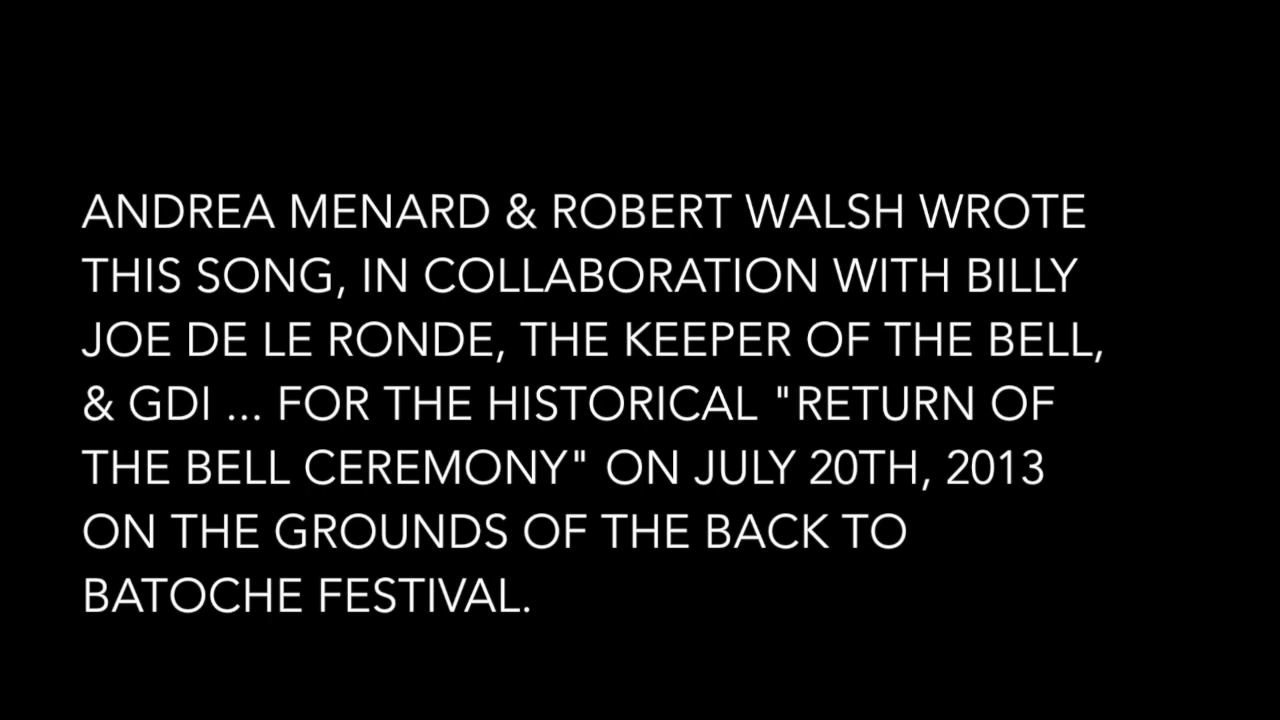 ANDREA MENARD & ROBERT WALSH WROTE
THIS SONG, IN COLLABORATION WITH BILLY
JOE DE LE RONDE, THE KEEPER OF THE BELL,
& GDI ... FOR THE HISTORICAL "RETURN OF
THE BELL CEREMONY" ON JULY 20TH, 2013
ON THE GROUNDS OF THE BACK TO
BATOCHE FESTIVAL.